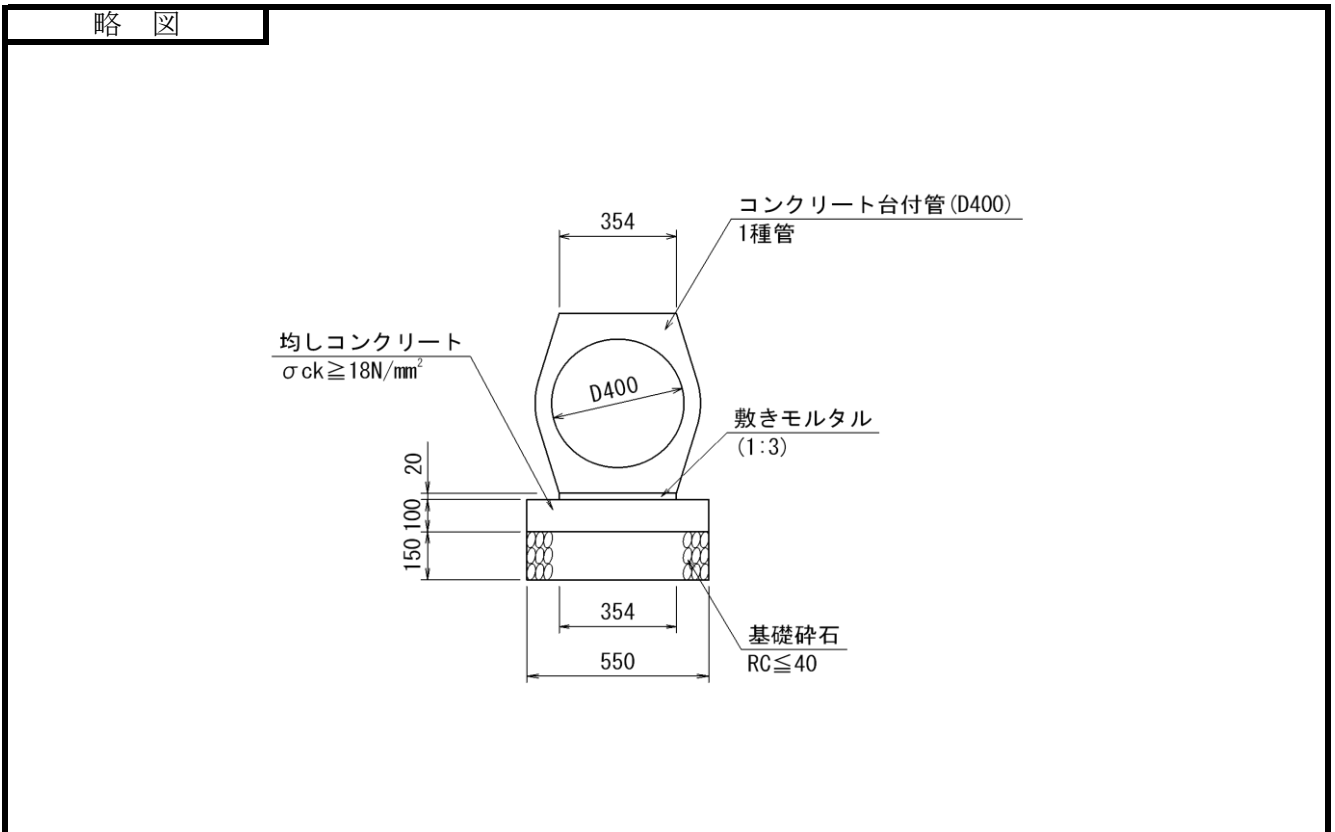 略 図
354
コンクリート台付管(D400)
1種管
均しコンクリート
σck≧18N/mm²
D400
敷きモルタル
(1:3)
20
100
150
354
550
基礎砕石
RC≦40